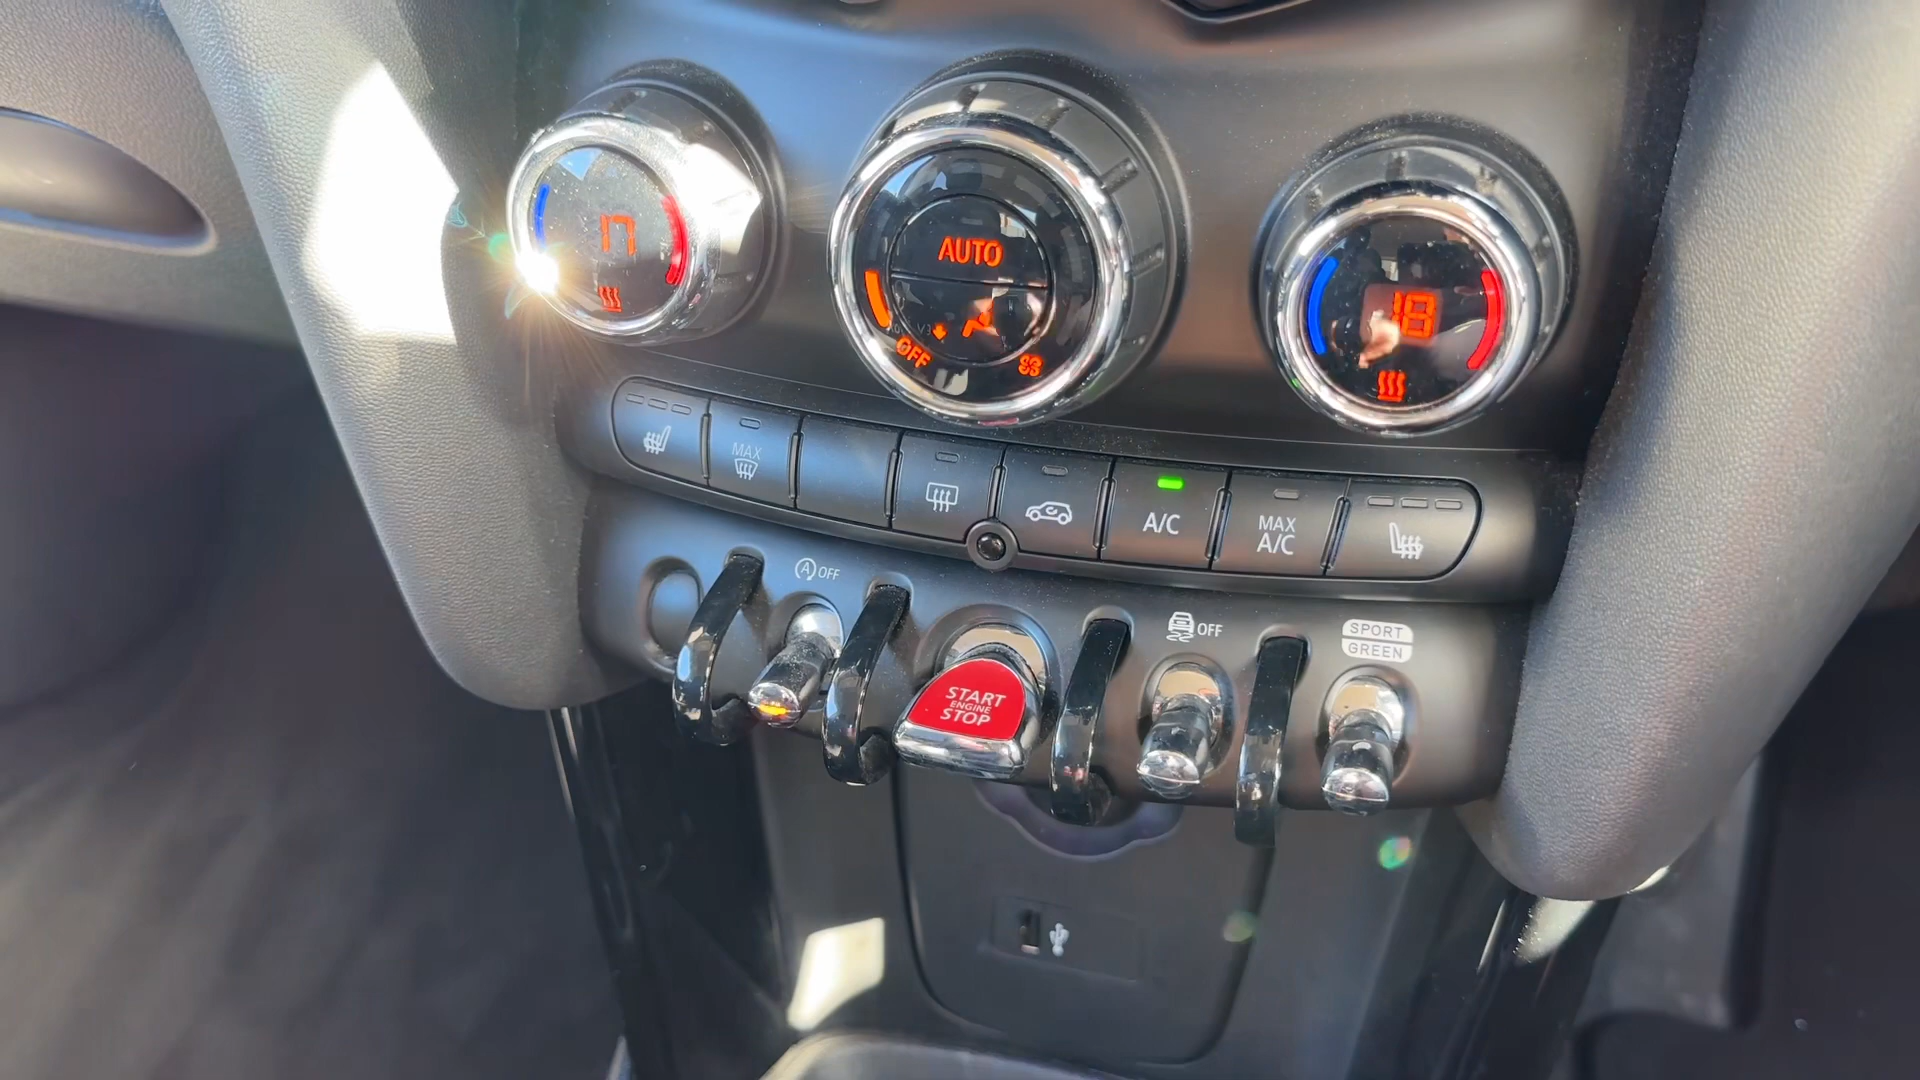 17
AUTO
OFF
18
MAX
A/C
MAX
A/C
A OFF
OFF
SPORT
GREEN
START
ENGINE
STOP